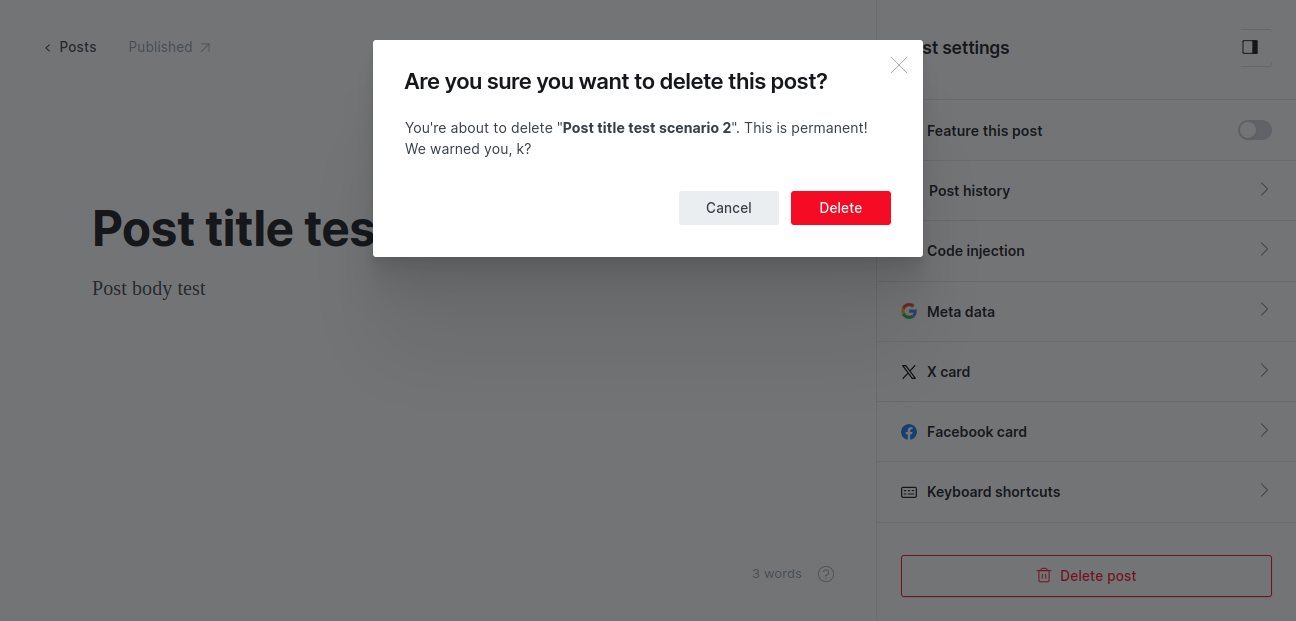 Posts
Published
st settings
Are you sure you want to delete this post?
You're about to delete "Post title test scenario 2". This is permanent!
We warned you, k?
Cancel
Delete
Feature this post
Post history
Code injection
Meta data
X card
Facebook card
Keyboard shortcuts
Post title tes
Post body test
3 words
?
Delete post